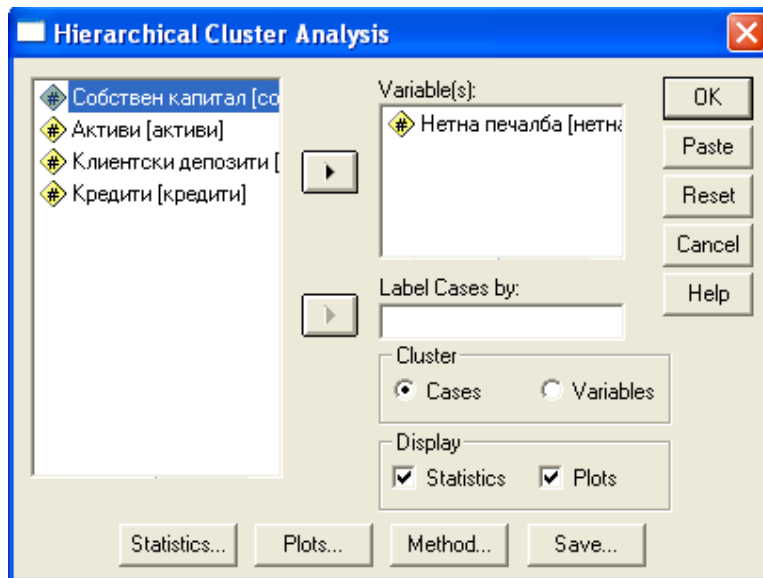 Hierarchical Cluster Analysis
Собствен капитал [со
Активи [активи]
Клиентски депозити [
Кредити [кредити]
Variable(s):
Нетна печалба [нетна
OK
Paste
Reset
Cancel
Help
Label Cases by:
Cluster
Cases Variables
Display
Statistics Plots
Statistics... Plots... Method... Save...